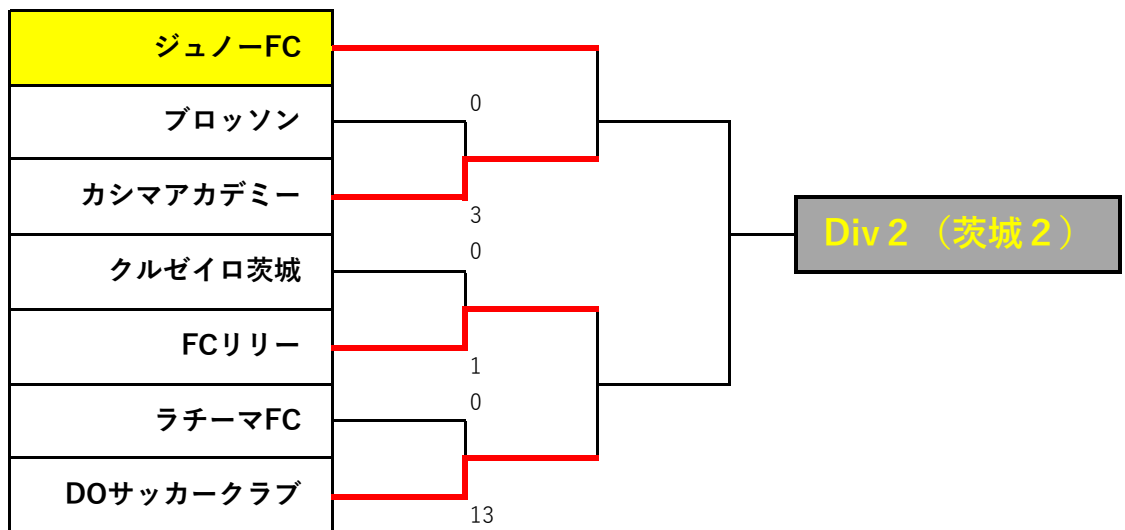 ジュノーFC
0
ブロッソン
カシマアカデミー
3
Div 2 （茨城２）
0
クルゼイロ茨城
FCリリー
1
0
ラチーマFC
DOサッカークラブ
13